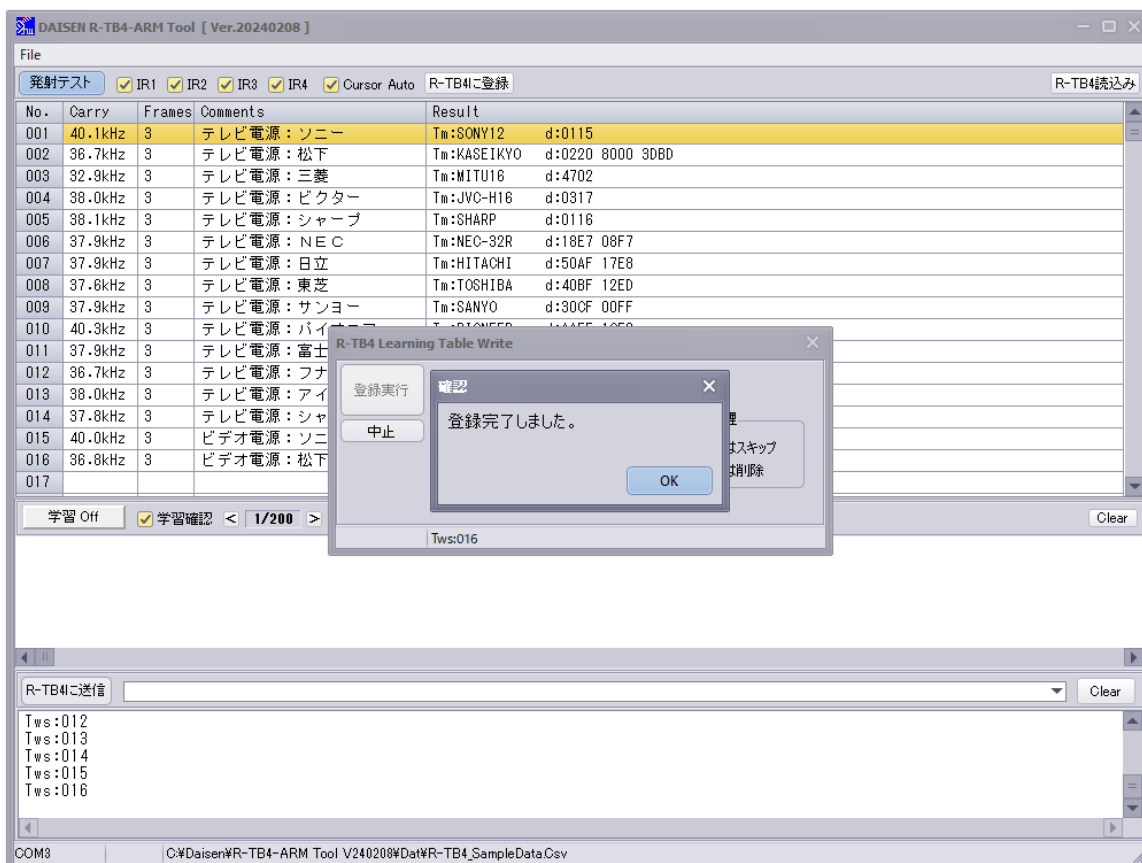 DAISEN R-TB4-ARM Tool [ Ver.20240208 ]
File
発射テスト IR1 IR2 IR3 IR4 Cursor Auto R-TB4に登録 R-TB4読込み
No. Carry Frames Comments Result
001 40.1kHz 3 テレビ電源：ソニー Tm:SONY12 d:0115
002 36.7kHz 3 テレビ電源：松下 Tm:KASEIKYO d:0220 8000 3DBD
003 32.9kHz 3 テレビ電源：三菱 Tm:MITU16 d:4702
004 38.0kHz 3 テレビ電源：ビクター Tm:JVC-H16 d:0317
005 38.1kHz 3 テレビ電源：シャープ Tm:SHARP d:0116
006 37.9kHz 3 テレビ電源：ＮＥＣ Tm:NEC-32R d:18E7 08F7
007 37.9kHz 3 テレビ電源：日立 Tm:HITACHI d:50AF 17E8
008 37.6kHz 3 テレビ電源：東芝 Tm:TOSHIBA d:40BF 12ED
009 37.9kHz 3 テレビ電源：サンヨー Tm:SANYO d:30CF 00FF
010 40.3kHz 3 テレビ電源：パイ
011 37.9kHz 3 テレビ電源：富士
012 36.7kHz 3 テレビ電源：フナ
013 38.0kHz 3 テレビ電源：アイ
014 37.8kHz 3 テレビ電源：シャ
015 40.0kHz 3 ビデオ電源：ソニ
016 36.8kHz 3 ビデオ電源：松下
017
R-TB4 Learning Table Write
登録実行
中止
はスキップ
は削除
確認
登録完了しました。
OK
Tws:016
学習 Off 学習確認 < 1/200 > Clear
R-TB4に送信 Clear
Tws:012
Tws:013
Tws:014
Tws:015
Tws:016
COM3 C:¥Daisen¥R-TB4-ARM Tool V240208¥Dat¥R-TB4_SampleData.Csv